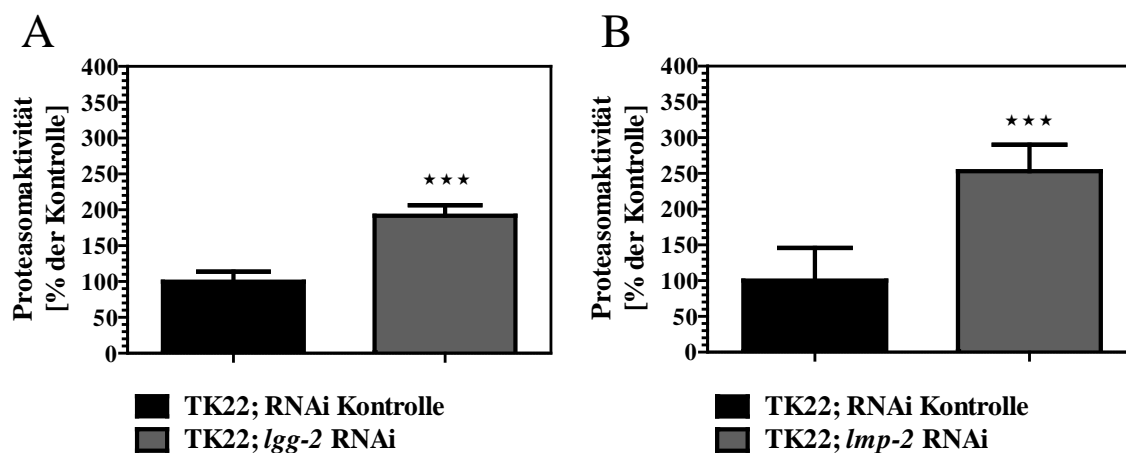 A
Proteasomaktivität
[% der Kontrolle]
400
350
300
250
200
150
100
50
0
★★★
TK22; RNAi Kontrolle
TK22; lgg-2 RNAi
B
Proteasomaktivität
[% der Kontrolle]
400
350
300
250
200
150
100
50
0
★★★
TK22; RNAi Kontrolle
TK22; lmp-2 RNAi